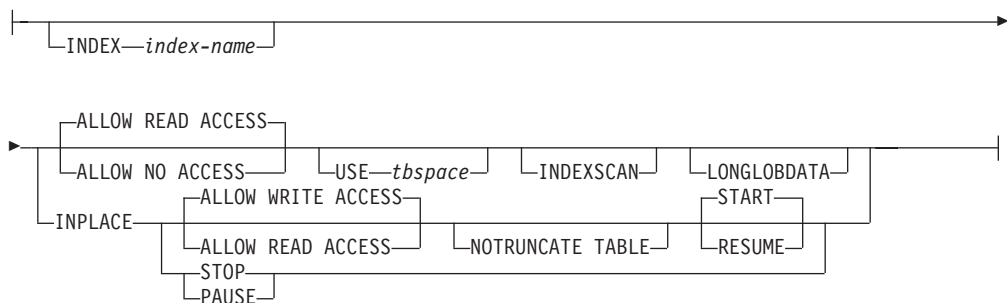 INDEX index-name
ALLOW READ ACCESS
ALLOW NO ACCESS USE tbspace INDEXSCAN LONGLOBDATA
ALLOW WRITE ACCESS START
INPLACE
ALLOW READ ACCESS NOTRUNCATE TABLE RESUME
STOP
PAUSE